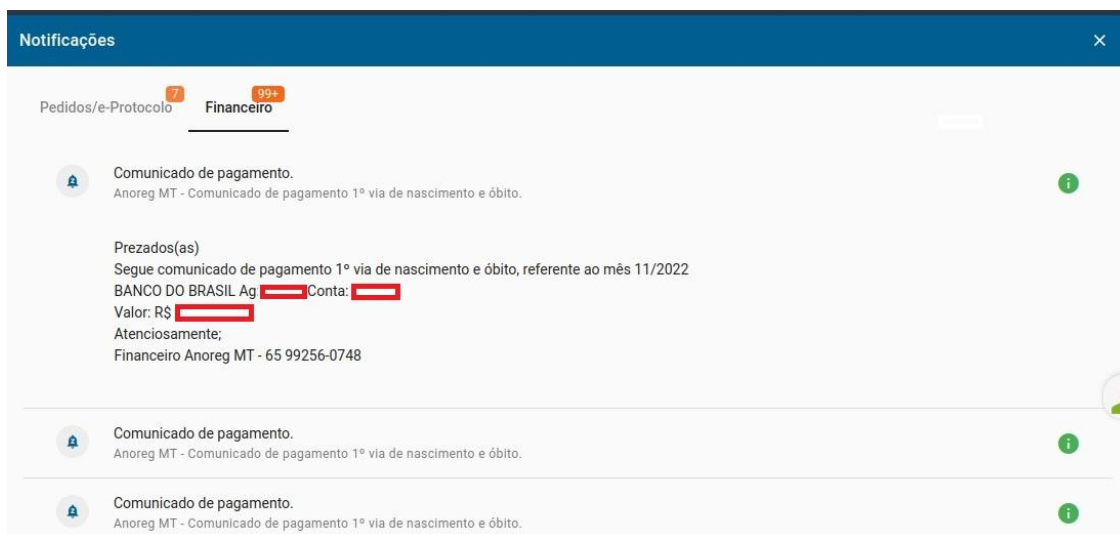 Notificações
7
99+
Pedidos/e-Protocolo Financeiro
Comunicado de pagamento.
Anoreg MT - Comunicado de pagamento 1º via de nascimento e óbito.
Prezados(as)
Segue comunicado de pagamento 1º via de nascimento e óbito, referente ao mês 11/2022
BANCO DO BRASIL Ag: Conta:
Valor: R$
Atenciosamente;
Financeiro Anoreg MT - 65 99256-0748
Comunicado de pagamento.
Anoreg MT - Comunicado de pagamento 1º via de nascimento e óbito.
Comunicado de pagamento.
Anoreg MT - Comunicado de pagamento 1º via de nascimento e óbito.